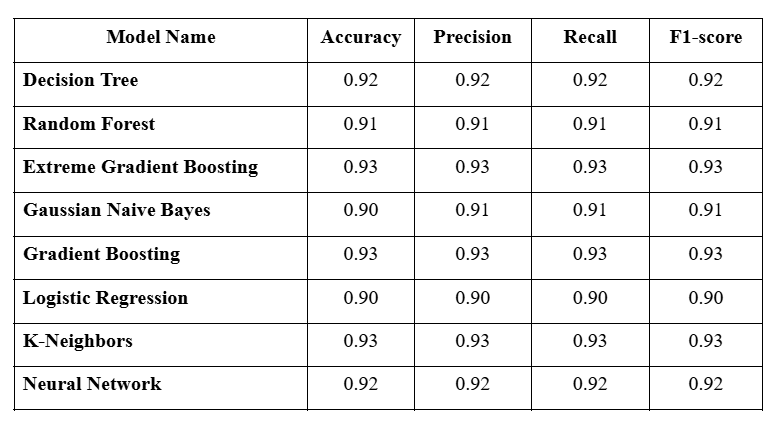 Model Name Accuracy Precision Recall F1-score
Decision Tree 0.92 0.92 0.92 0.92
Random Forest 0.91 0.91 0.91 0.91
Extreme Gradient Boosting 0.93 0.93 0.93 0.93
Gaussian Naive Bayes 0.90 0.91 0.91 0.91
Gradient Boosting 0.93 0.93 0.93 0.93
Logistic Regression 0.90 0.90 0.90 0.90
K-Neighbors 0.93 0.93 0.93 0.93
Neural Network 0.92 0.92 0.92 0.92